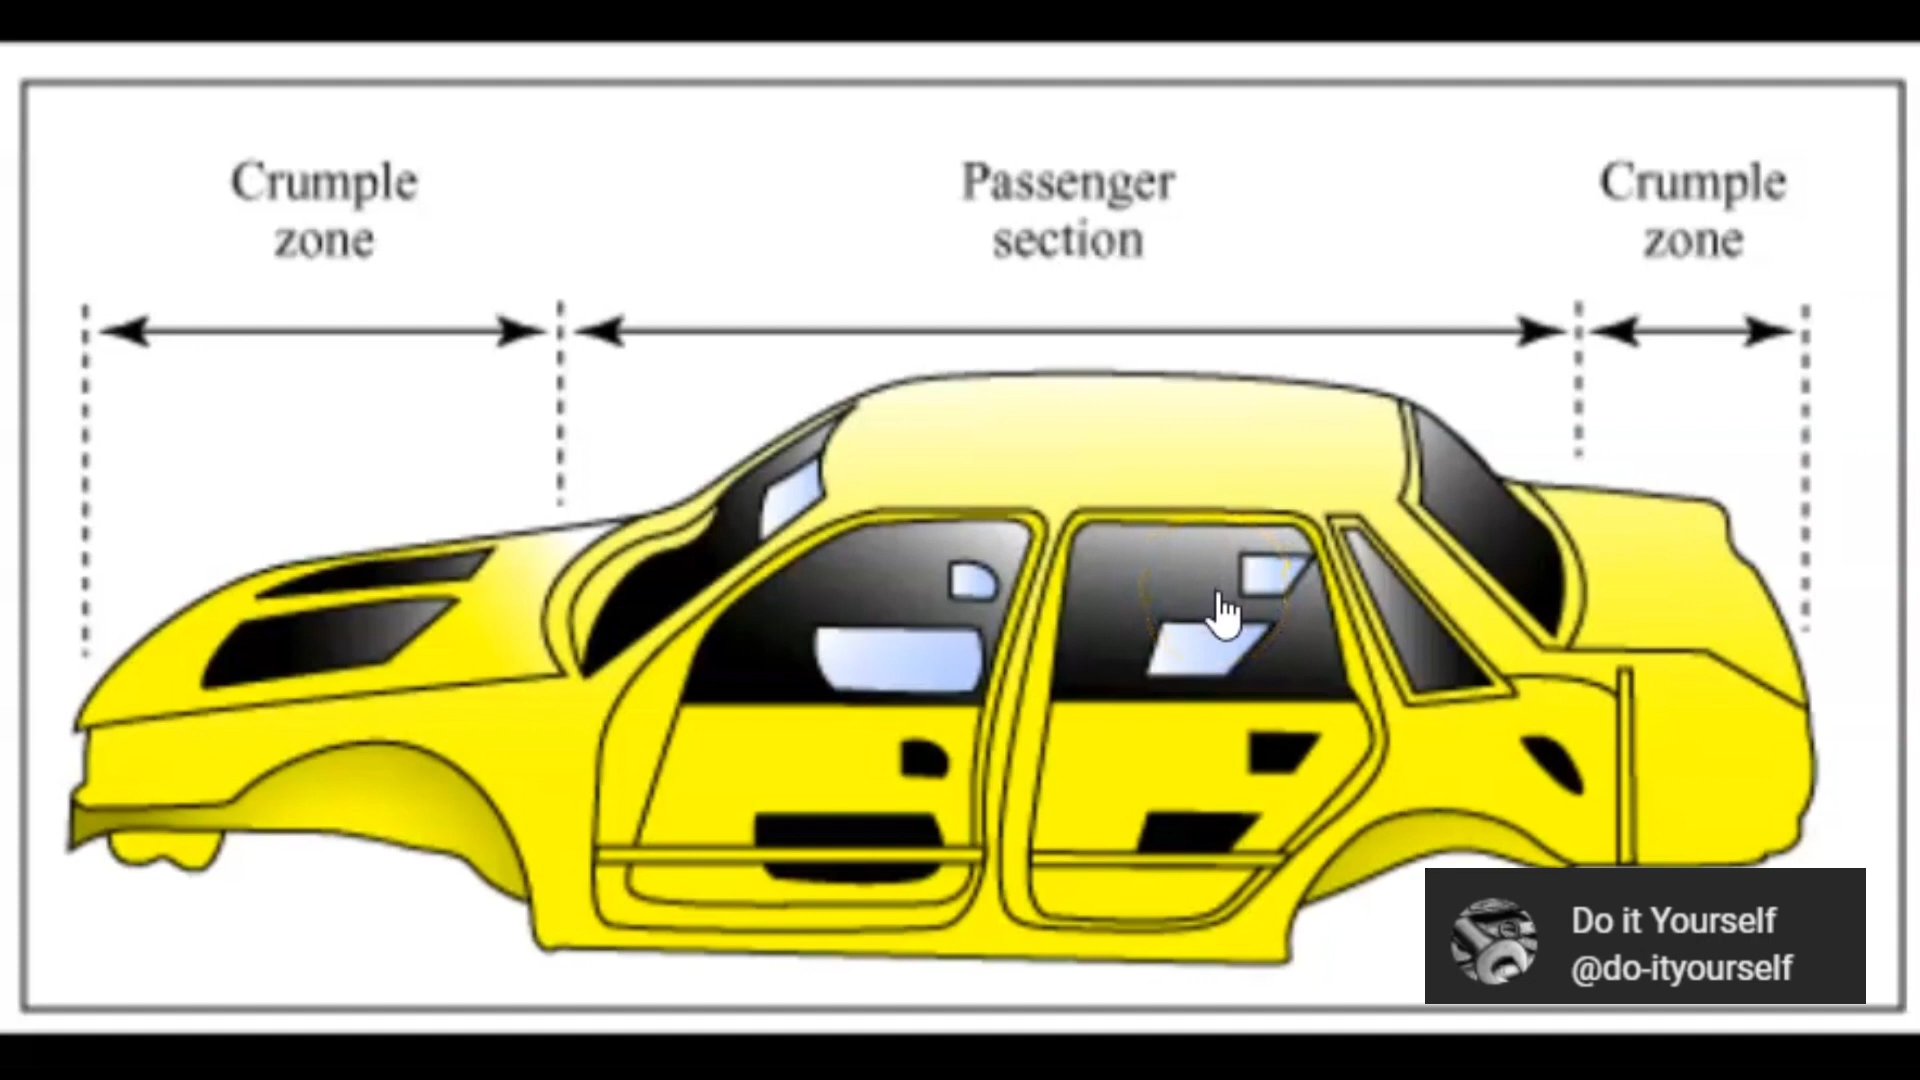 Crumple
zone
Passenger
section
Crumple
zone
Do it Yourself
@do-ityourself